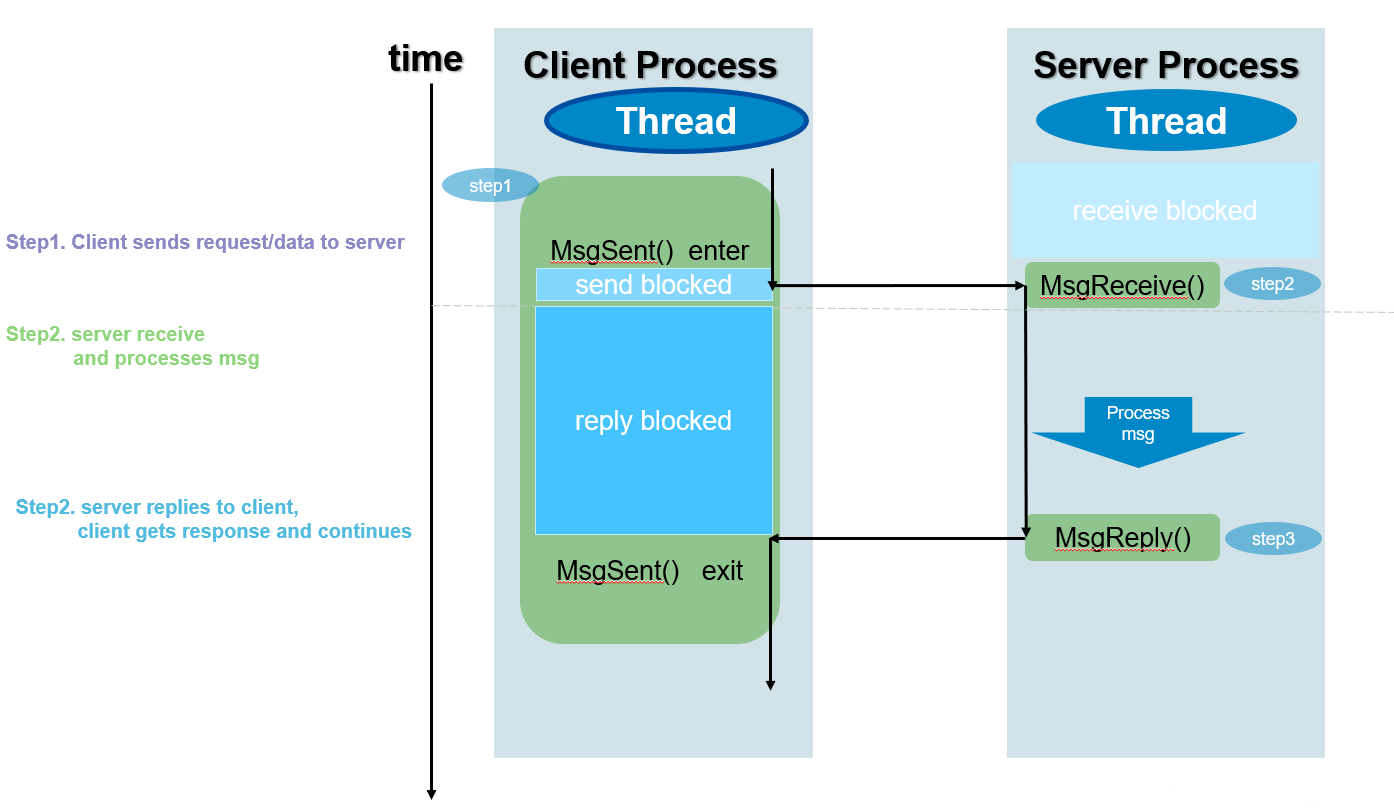 time
Client Process
Server Process
Thread
Thread
step1
receive blocked
Step1. Client sends request/data to server
MsgSent() enter
send blocked
MsgReceive()
step2
Step2. server receive
and processes msg
reply blocked
Process
msg
Step2. server replies to client,
client gets response and continues
MsgReply()
step3
MsgSent() exit